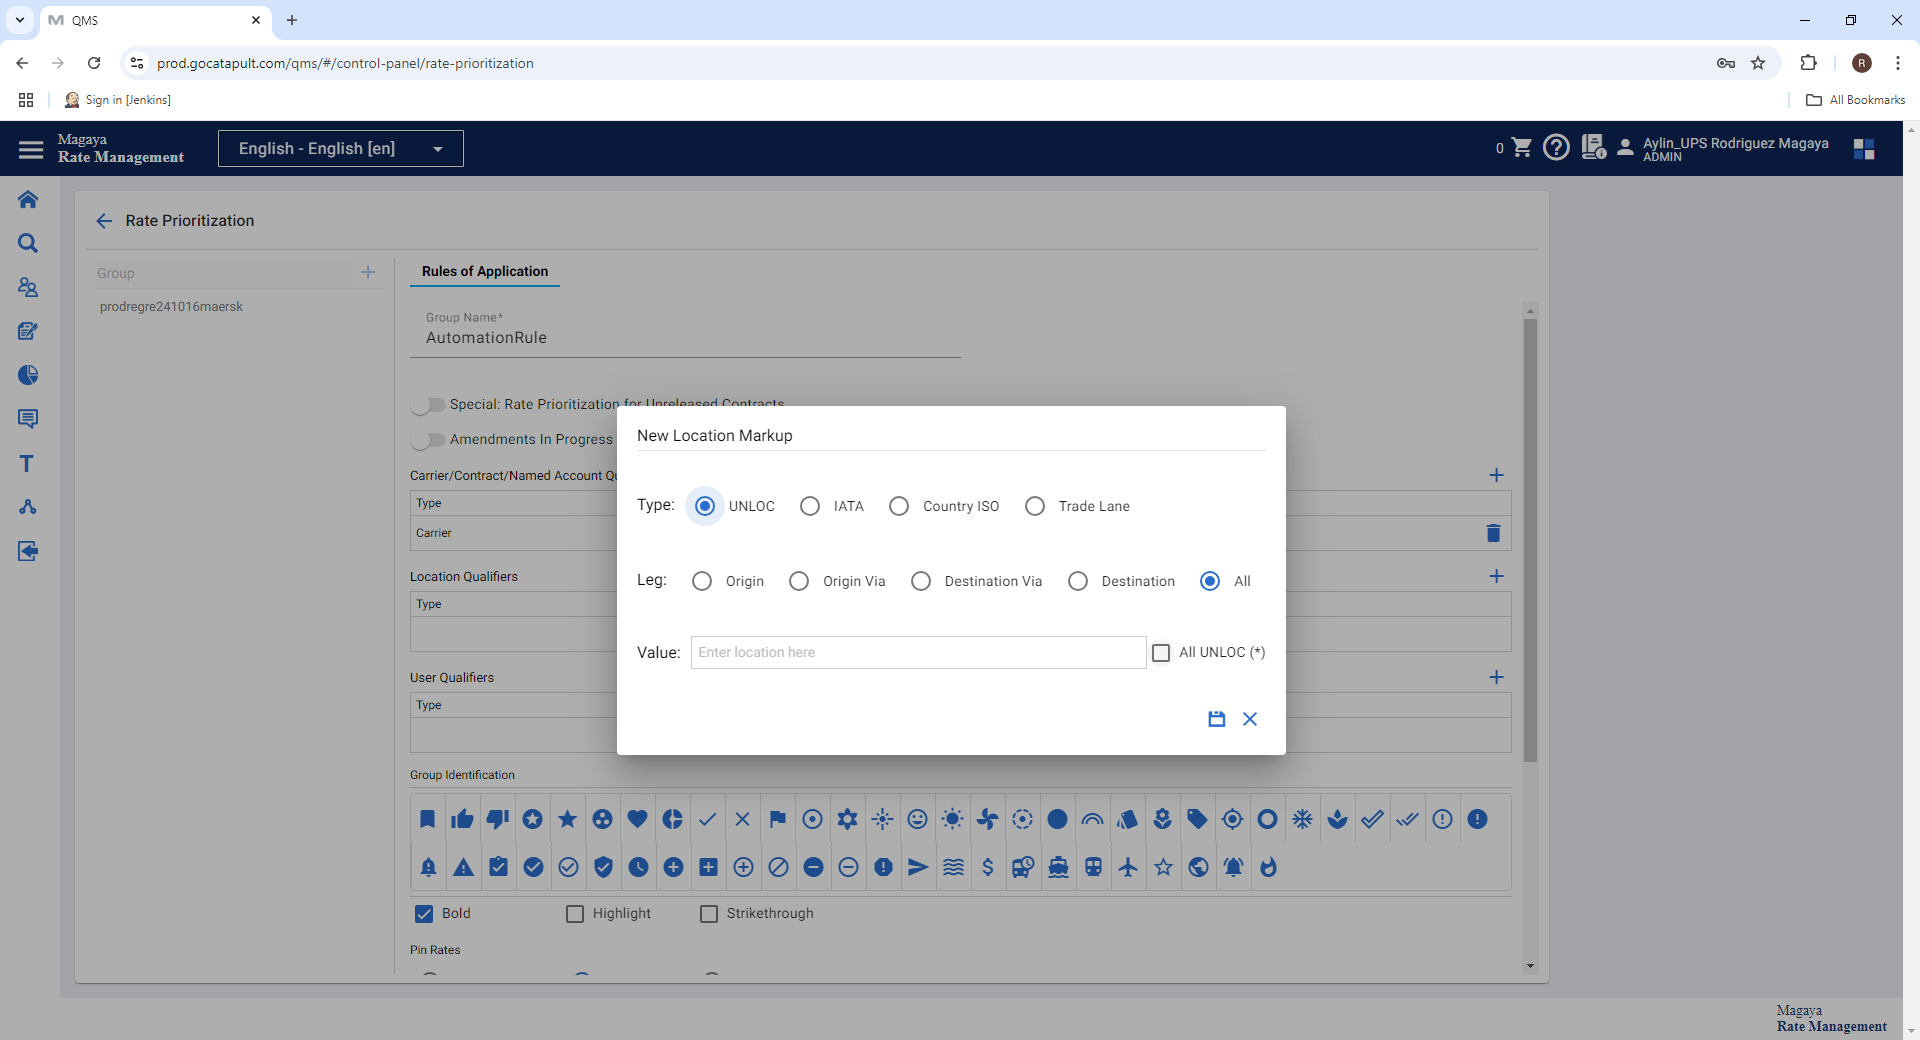 QMS
prod.gocatapult.com/qms/#/control-panel/rate-prioritization
R
Sign in [Jenkins]
All Bookmarks
Magaya
Rate Management
English - English [en]
0
Aylin_UPS Rodriguez Magaya
ADMIN
Rate Prioritization
Group
prodregre241016maersk
Rules of Application
Group Name*
AutomationRule
Special: Rate Prioritization for Unreleased Contracts
Amendments In Progress
Carrier/Contract/Named Account Qu
Type
Carrier
Location Qualifiers
Type
User Qualifiers
Type
New Location Markup
Type: UNLOC IATA Country ISO Trade Lane
Leg: Origin Origin Via Destination Via Destination All
Value: Enter location here All UNLOC (*)
Group Identification
Bold Highlight Strikethrough
Pin Rates
Magaya
Rate Management